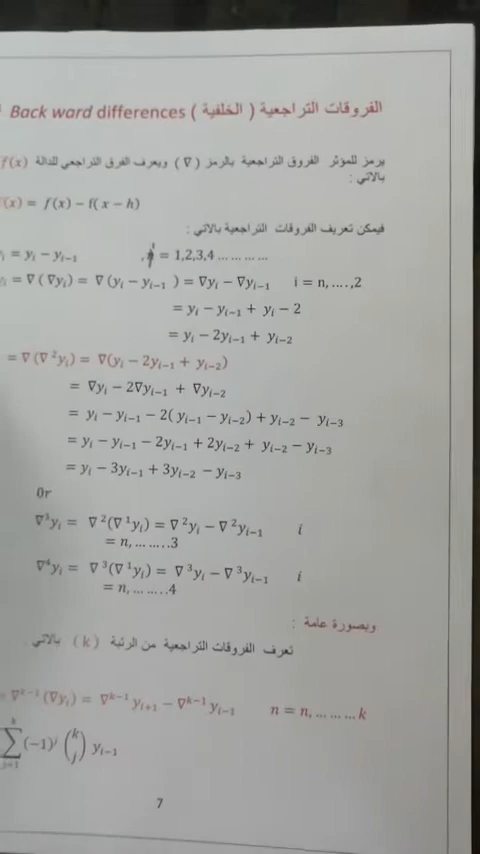 الفروقات التراجعية ( الخلفية ) Back ward differences
يرمز للمؤثر الفروق التراجعية بالرمز (∇) ويعرف الفرق التراجعي للدالة f(x)
بالاتي :
(x) = f(x) − f( x − h)
فيمكن تعريف الفروقات التراجعية بالاتي :
= yᵢ − yᵢ₋₁ , i = 1,2,3,4 ... ... ...
= ∇ (∇yᵢ) = ∇ (yᵢ − yᵢ₋₁ ) = ∇yᵢ − ∇yᵢ₋₁ i = n, ....,2
= yᵢ − yᵢ₋₁ + yᵢ − 2
= yᵢ − 2yᵢ₋₁ + yᵢ₋₂
= ∇ (∇ ²yᵢ) = ∇(yᵢ − 2yᵢ₋₁ + yᵢ₋₂)
= ∇yᵢ − 2∇yᵢ₋₁ + ∇yᵢ₋₂
= yᵢ − yᵢ₋₁ − 2( yᵢ₋₁ − yᵢ₋₂) + yᵢ₋₂ − yᵢ₋₃
= yᵢ − yᵢ₋₁ − 2yᵢ₋₁ + 2yᵢ₋₂ + yᵢ₋₂ − yᵢ₋₃
= yᵢ − 3yᵢ₋₁ + 3yᵢ₋₂ − yᵢ₋₃
Or
∇³yᵢ = ∇ ²(∇ ¹yᵢ) = ∇ ²yᵢ − ∇ ²yᵢ₋₁ i
= n, ... ... ..3
∇⁴yᵢ = ∇ ³(∇ ¹yᵢ) = ∇ ³yᵢ − ∇ ³yᵢ₋₁ i
= n, ... ... ..4
وبصورة عامة :
تعرف الفروقات التراجعية من الرتبة (k) بالاتي
= ∇ᵏ⁻¹(∇yᵢ) = ∇ᵏ⁻¹ yᵢ₊₁ − ∇ᵏ⁻¹ yᵢ₋₁ n = n, ... ... ... k
∑ (−1)ʲ (k j) yᵢ₋₁
7